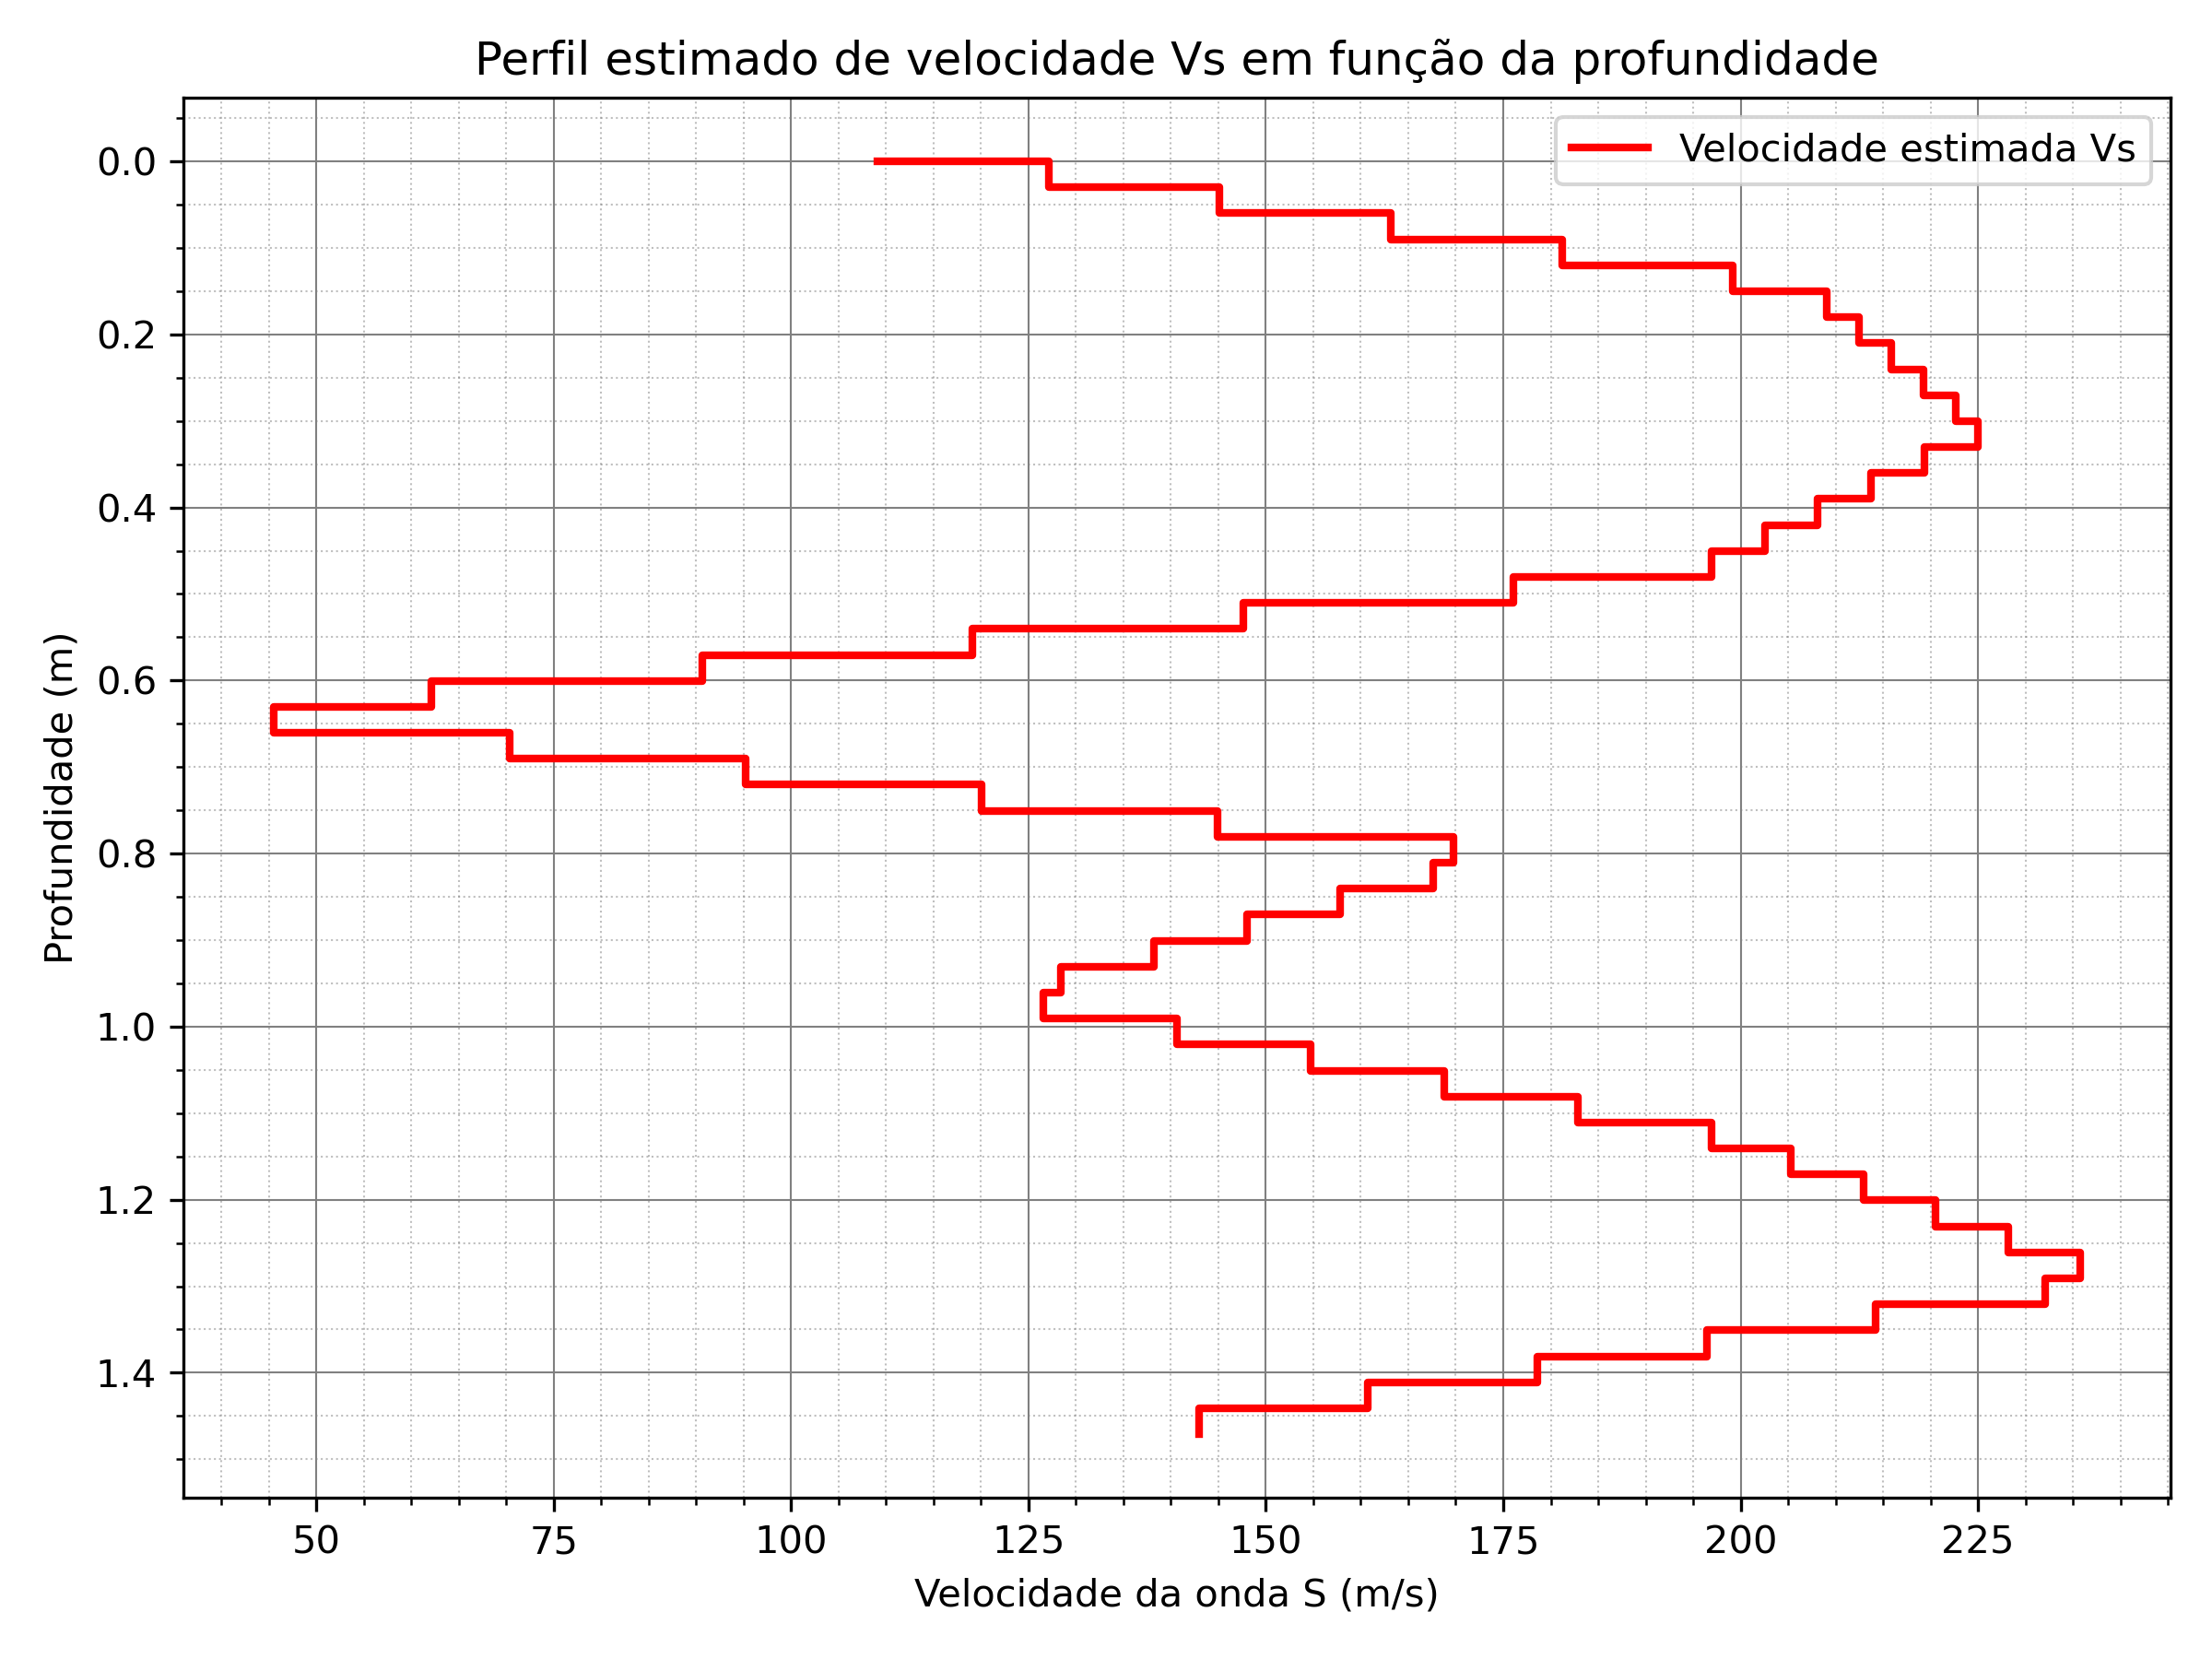 Perfil estimado de velocidade Vs em função da profundidade
Velocidade estimada Vs
0.0
0.2
0.4
0.6
0.8
1.0
1.2
1.4
Profundidade (m)
50 75 100 125 150 175 200 225
Velocidade da onda S (m/s)